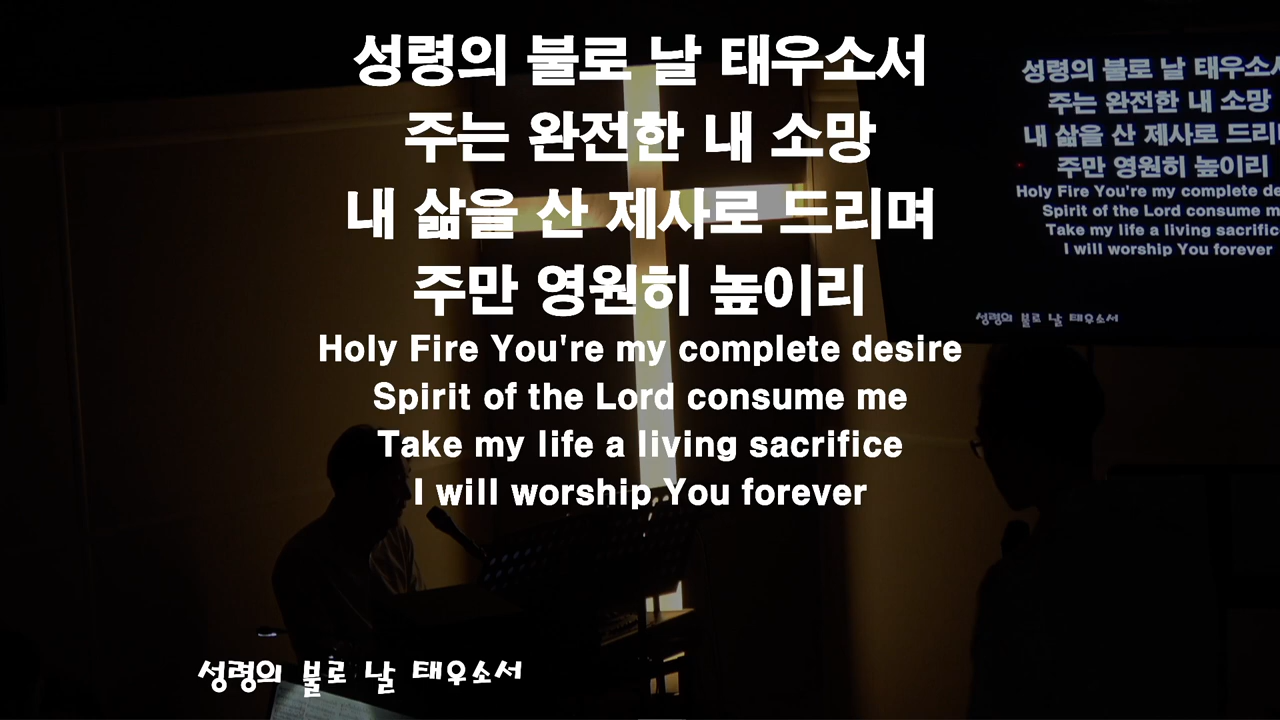 성령의 불로 날 태우소서
주는 완전한 내 소망
내 삶을 산 제사로 드리며
주만 영원히 높이리
Holy Fire You're my complete desire
Spirit of the Lord consume me
Take my life a living sacrifice
I will worship You forever
성령의 불로 날 태우소서
성령의 불로 날 태우소서
주는 완전한 내 소망
내 삶을 산 제사로
주만 영원히 높이리
Holy Fire You're my complete
Spirit of the Lord consume
Take my life a living
I will worship You forever
성령의 불로 날 태우소서